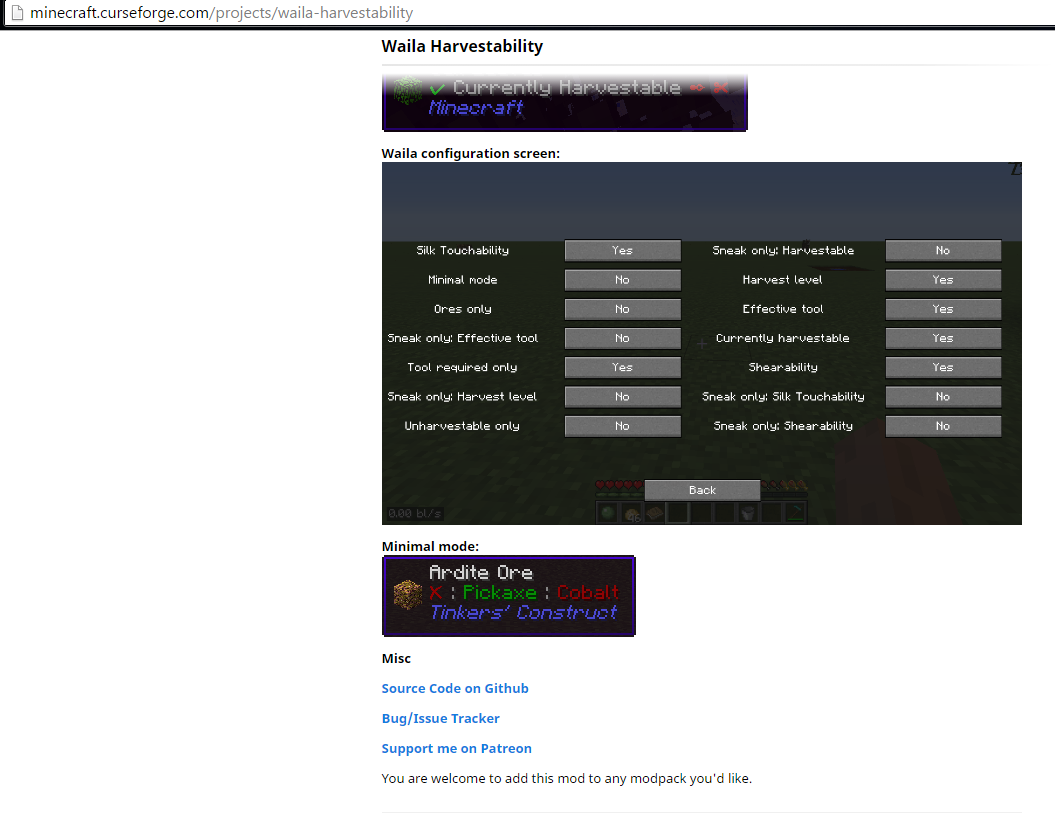 minecraft.curseforge.com/projects/waila-harvestability
Waila Harvestability
✓ Currently Harvestable
Minecraft
Waila configuration screen:
Z
Silk Touchability Yes Sneak only: Harvestable No
Minimal mode No Harvest level Yes
Ores only No Effective tool Yes
Sneak only: Effective tool No Currently harvestable Yes
Tool required only Yes Shearability Yes
Sneak only: Harvest level No Sneak only: Silk Touchability No
Unharvestable only No Sneak only: Shearability No
Back
0.00 bl/s
Minimal mode:
Ardite Ore
X : Pickaxe : Cobalt
Tinkers' Construct
Misc
Source Code on Github
Bug/Issue Tracker
Support me on Patreon
You are welcome to add this mod to any modpack you'd like.